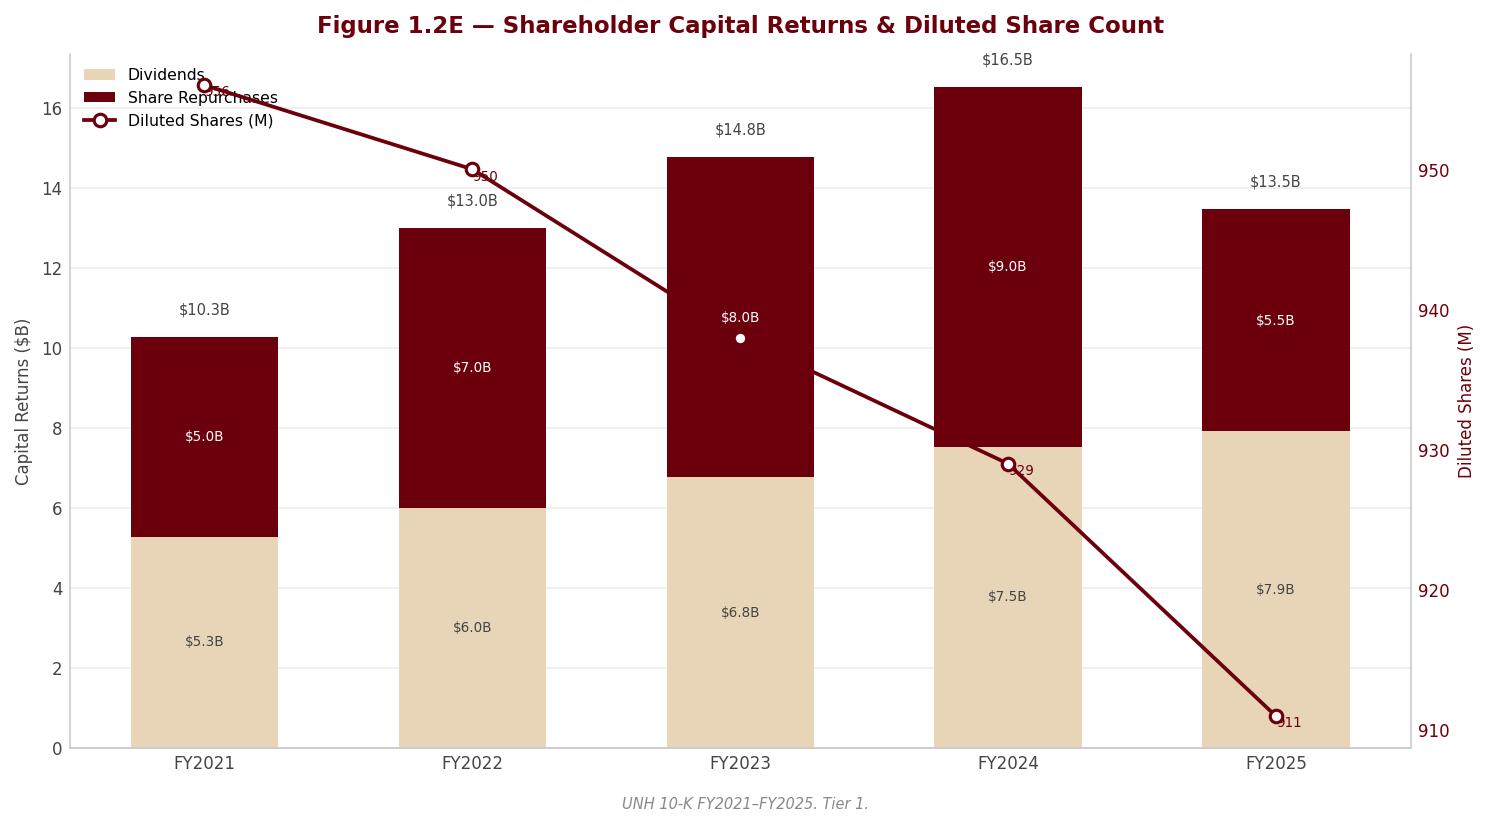 Figure 1.2E — Shareholder Capital Returns & Diluted Share Count
Dividends
Share Repurchases
Diluted Shares (M)
Capital Returns ($B)
16
14
12
10
8
6
4
2
0
950
940
930
920
910
Diluted Shares (M)
$10.3B
$5.0B
$5.3B
950
$13.0B
$7.0B
$6.0B
$14.8B
$8.0B
$6.8B
$16.5B
$9.0B
929
$7.5B
$13.5B
$5.5B
$7.9B
911
FY2021
FY2022
FY2023
FY2024
FY2025
UNH 10-K FY2021–FY2025. Tier 1.